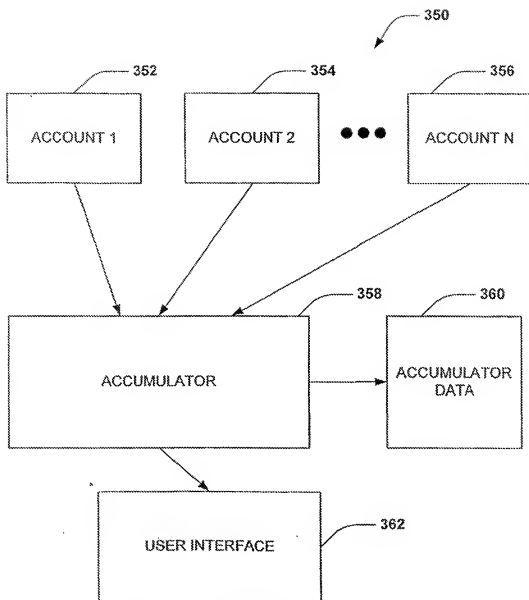 350
352
354
356
ACCOUNT 1
ACCOUNT 2
ACCOUNT N
358
360
ACCUMULATOR
ACCUMULATOR
DATA
362
USER INTERFACE